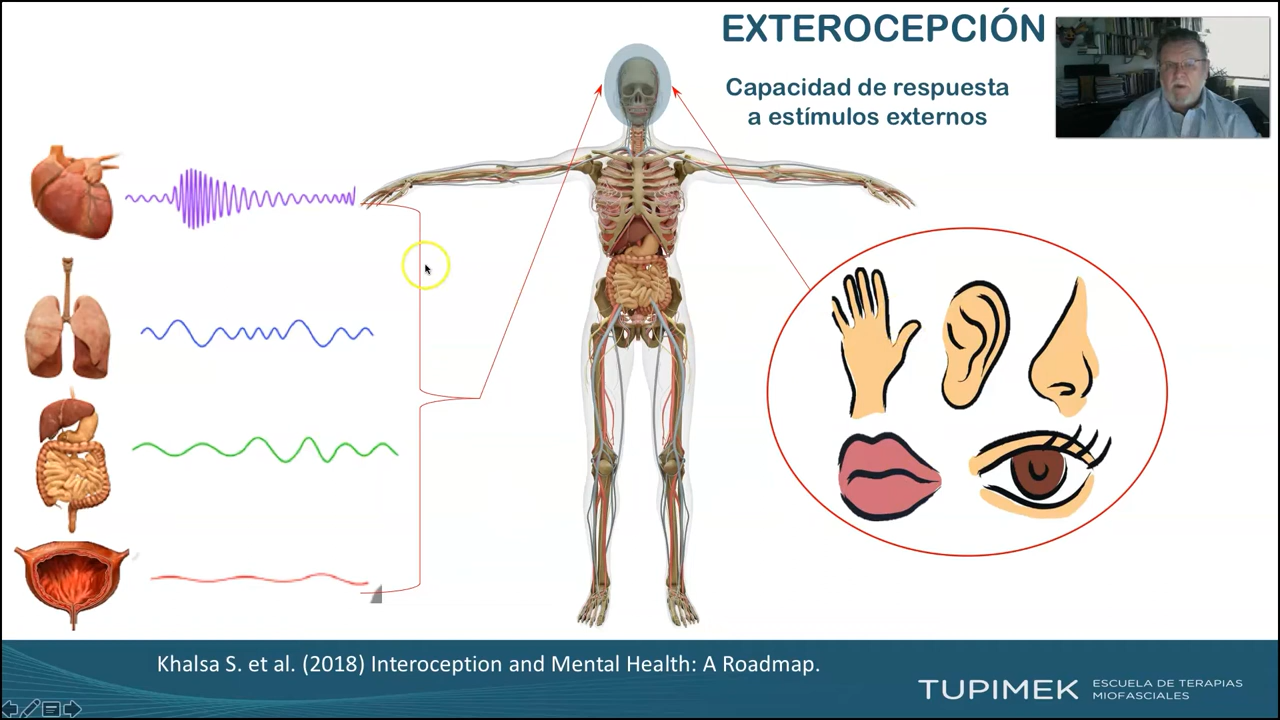 EXTEROCEPCIÓN
Capacidad de respuesta
a estímulos externos
Khalsa S. et al. (2018) Interoception and Mental Health: A Roadmap.
TUPIMEK
ESCUELA DE TERAPIAS
MIOFASCIALES